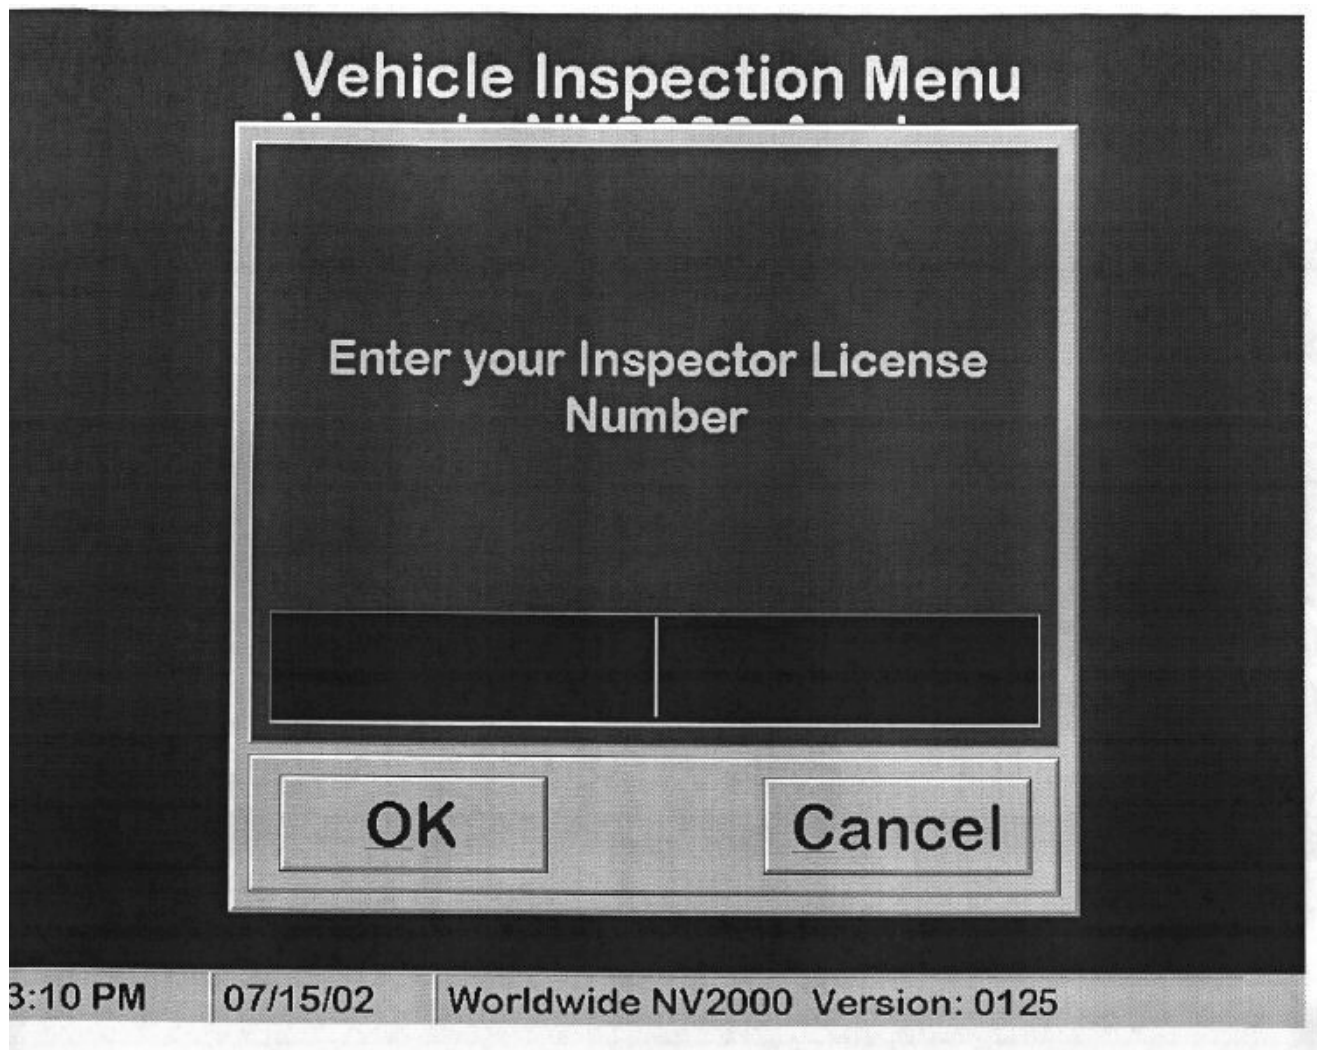 Vehicle Inspection Menu
Enter your Inspector License
Number
OK
Cancel
3:10 PM
07/15/02
Worldwide NV2000 Version: 0125